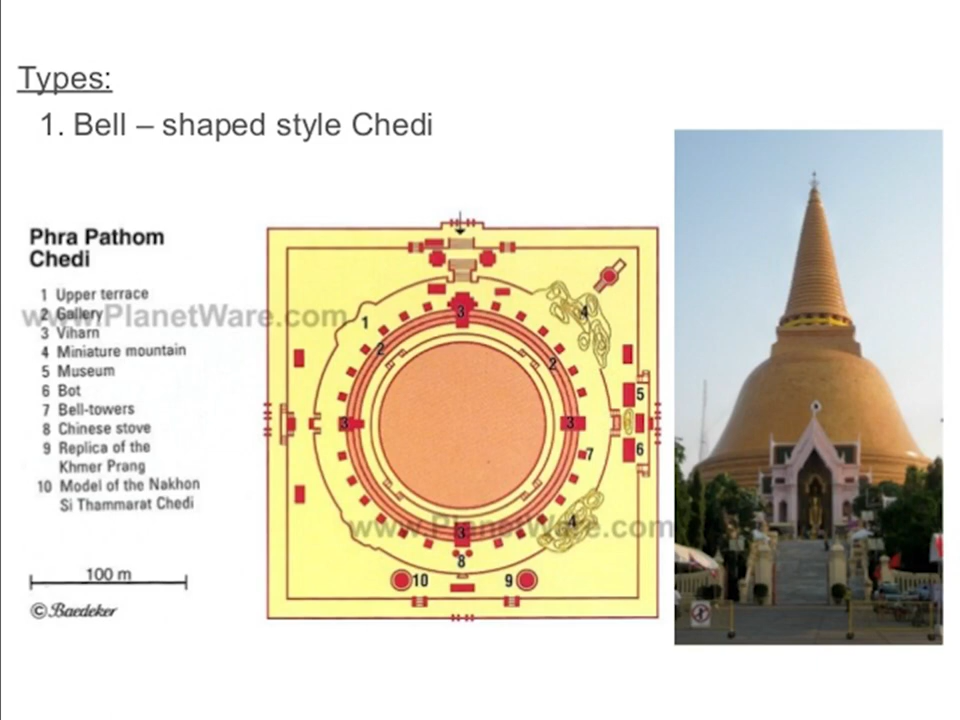 Types:
1. Bell – shaped style Chedi
Phra Pathom
Chedi
1 Upper terrace
2 Gallery
3 Viharn
4 Miniature mountain
5 Museum
6 Bot
7 Bell-towers
8 Chinese stove
9 Replica of the
Khmer Prang
10 Model of the Nakhon
Si Thammarat Chedi
100 m
© Baedeker
www.PlanetWare.com
3
4
1
2
2
5
3
3
6
7
4
3
8
10
9
www.PlanetWare.com